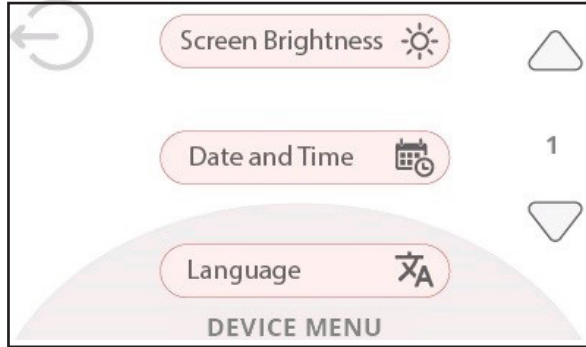 Screen Brightness
Date and Time
1
Language
DEVICE MENU